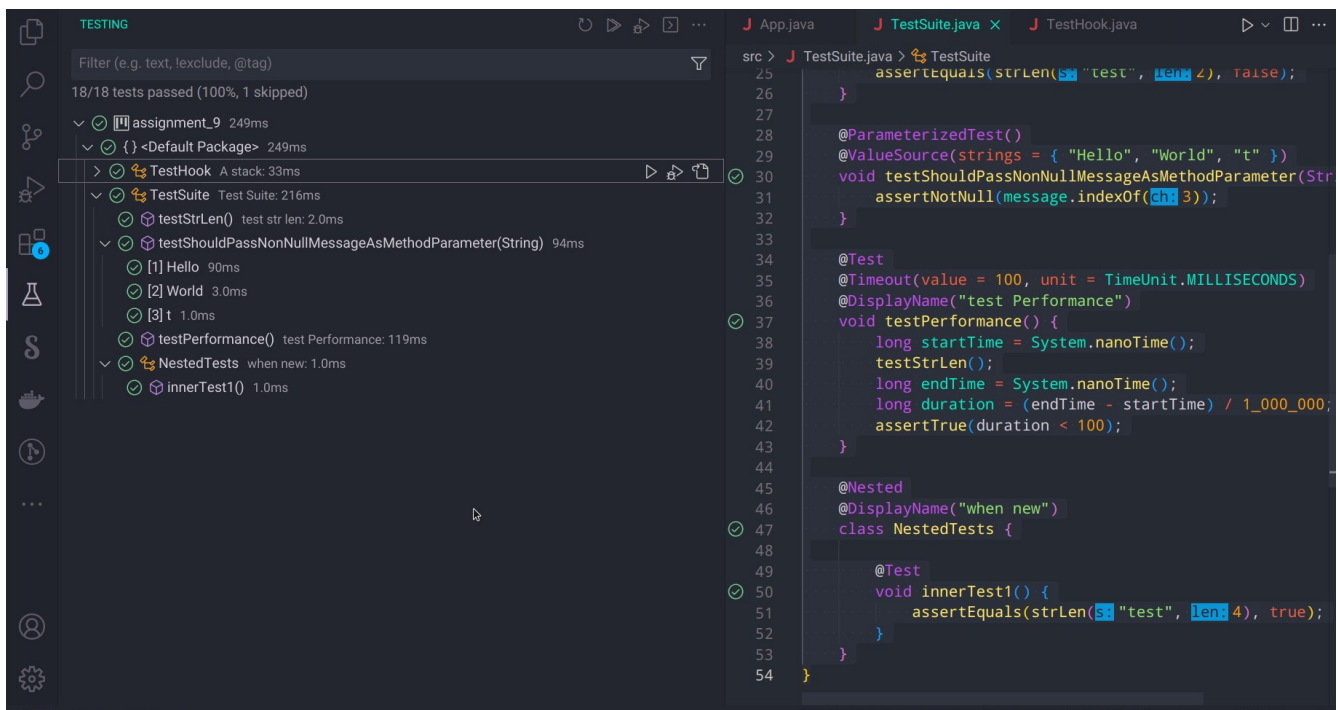 TESTING
Filter (e.g. text, !exclude, @tag)
18/18 tests passed (100%, 1 skipped)
assignment_9 249ms
{ } <Default Package> 249ms
TestHook A stack: 33ms
TestSuite Test Suite: 216ms
testStrLen() test str len: 2.0ms
testShouldPassNonNullMessageAsMethodParameter(String) 94ms
[1] Hello 90ms
[2] World 3.0ms
[3] t 1.0ms
testPerformance() test Performance: 119ms
NestedTests when new: 1.0ms
innerTest1() 1.0ms
6
J App.java J TestSuite.java J TestHook.java
src > J TestSuite.java > TestSuite
25 assertEquals(strLen(s: "test", len: 2), false);
26 }
27
28 @ParameterizedTest()
29 @ValueSource(strings = { "Hello", "World", "t" })
30 void testShouldPassNonNullMessageAsMethodParameter(Str
31 assertNotNull(message.indexOf(ch: 3));
32 }
33
34 @Test
35 @Timeout(value = 100, unit = TimeUnit.MILLISECONDS)
36 @DisplayName("test Performance")
37 void testPerformance() {
38 long startTime = System.nanoTime();
39 testStrLen();
40 long endTime = System.nanoTime();
41 long duration = (endTime - startTime) / 1_000_000;
42 assertTrue(duration < 100);
43 }
44
45 @Nested
46 @DisplayName("when new")
47 class NestedTests {
48
49 @Test
50 void innerTest1() {
51 assertEquals(strLen(s: "test", len: 4), true);
52 }
53 }
54 }